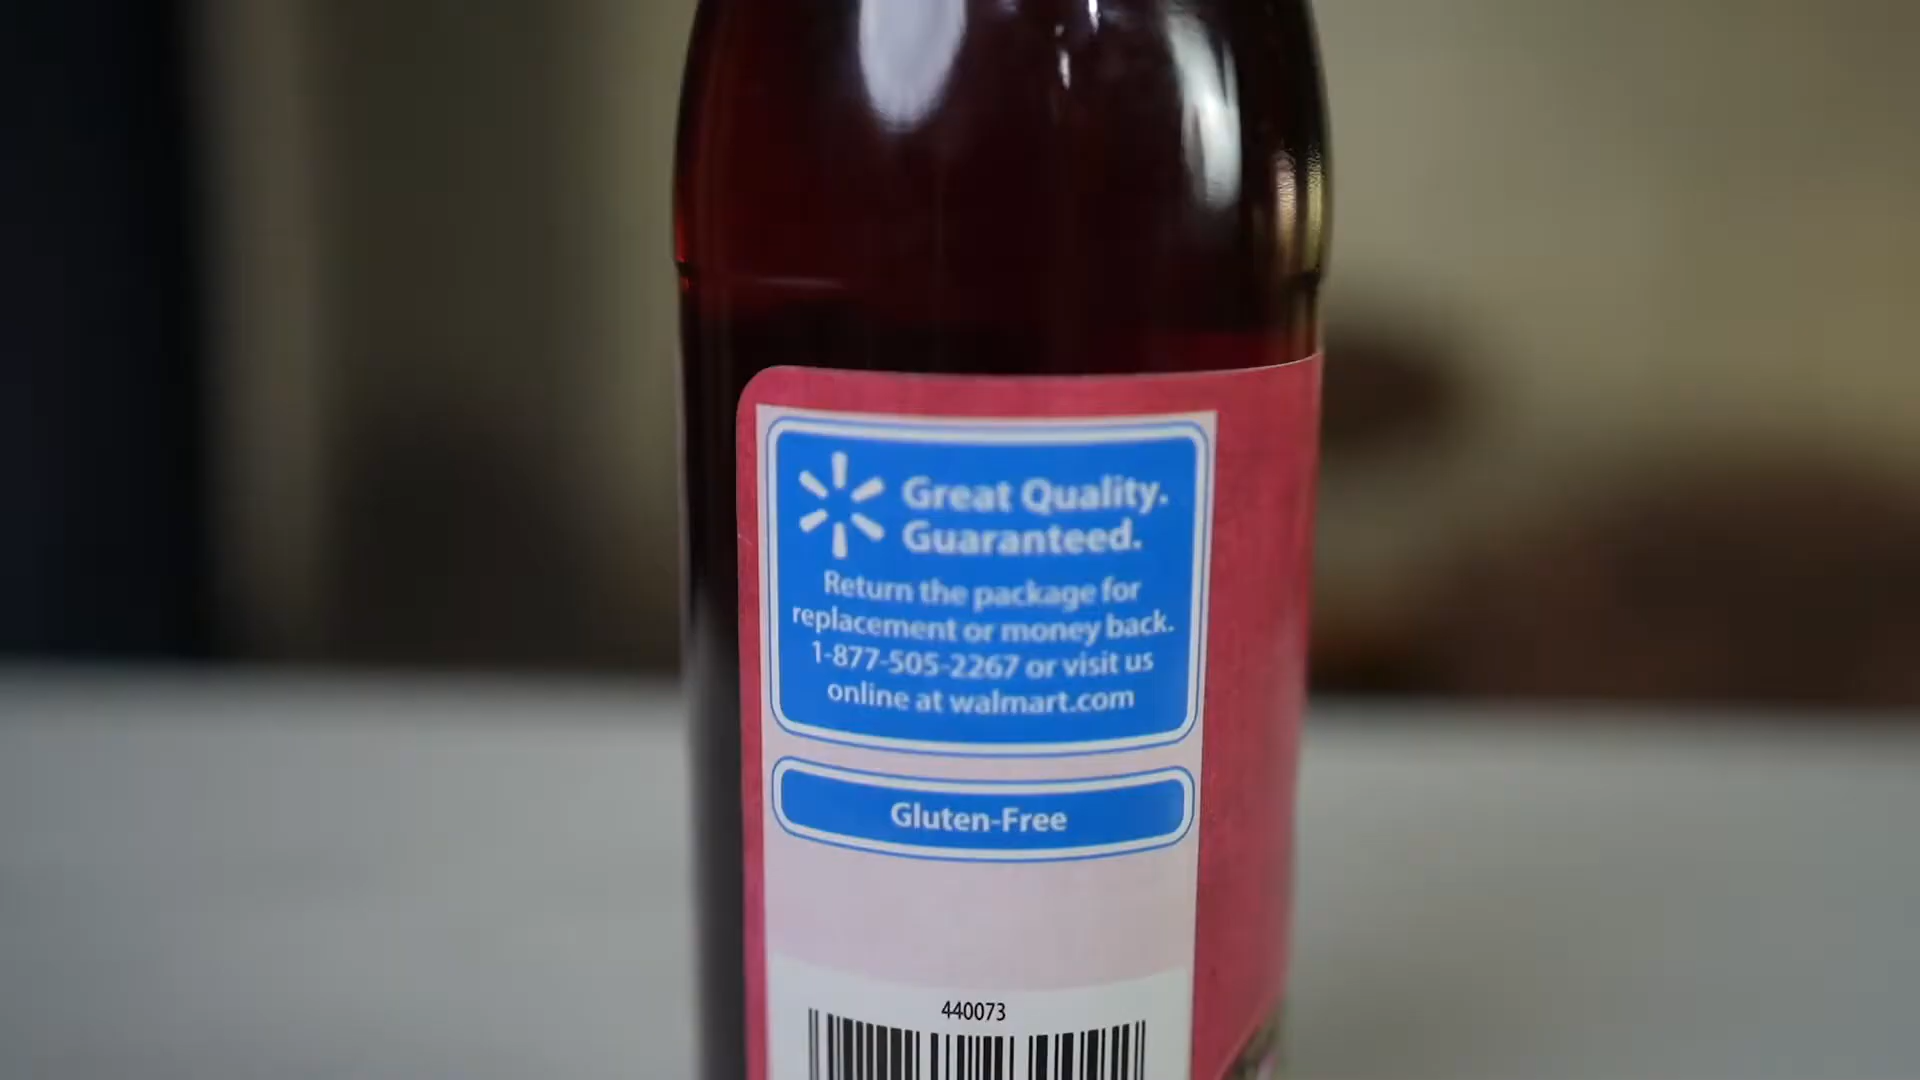 Great Quality.
Guaranteed.
Return the package for
replacement or money back.
1-877-505-2267 or visit us
online at walmart.com
Gluten-Free
440073